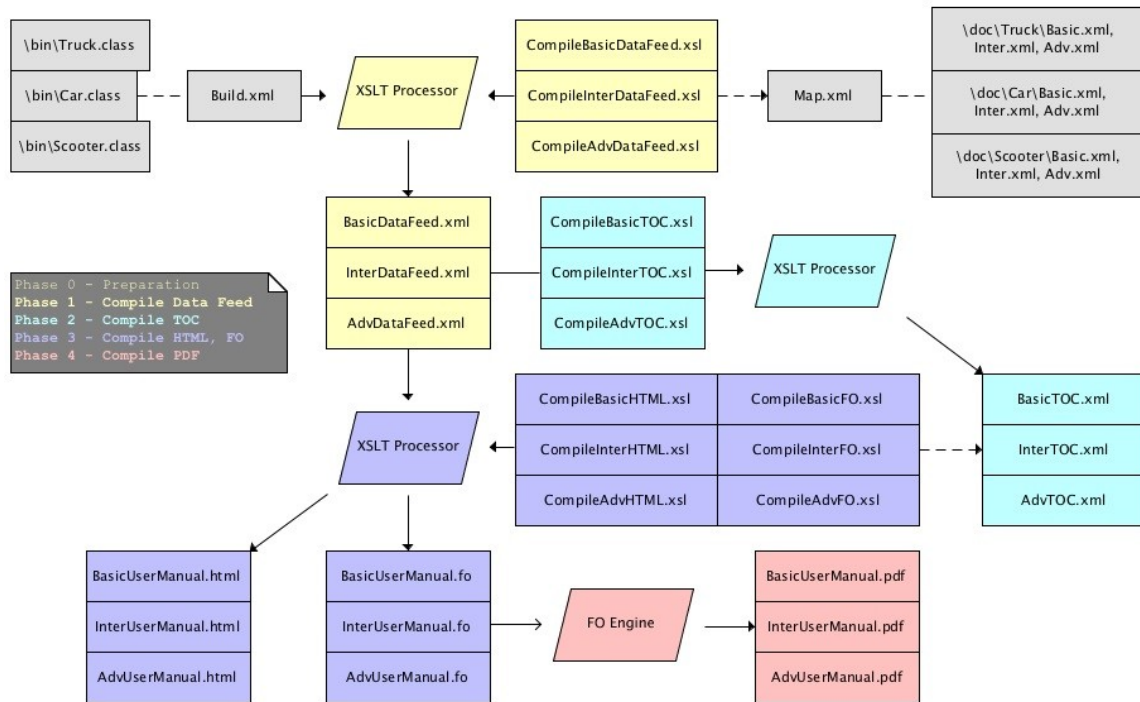 \bin\Truck.class
\bin\Car.class
\bin\Scooter.class
Build.xml
XSLT Processor
CompileBasicDataFeed.xsl
CompileInterDataFeed.xsl
CompileAdvDataFeed.xsl
Map.xml
\doc\Truck\Basic.xml,
Inter.xml, Adv.xml
\doc\Car\Basic.xml,
Inter.xml, Adv.xml
\doc\Scooter\Basic.xml,
Inter.xml, Adv.xml
BasicDataFeed.xml
InterDataFeed.xml
AdvDataFeed.xml
CompileBasicTOC.xsl
CompileInterTOC.xsl
CompileAdvTOC.xsl
XSLT Processor
Phase 0 - Preparation
Phase 1 - Compile Data Feed
Phase 2 - Compile TOC
Phase 3 - Compile HTML, FO
Phase 4 - Compile PDF
XSLT Processor
CompileBasicHTML.xsl
CompileBasicFO.xsl
CompileInterHTML.xsl
CompileInterFO.xsl
CompileAdvHTML.xsl
CompileAdvFO.xsl
BasicTOC.xml
InterTOC.xml
AdvTOC.xml
BasicUserManual.html
InterUserManual.html
AdvUserManual.html
BasicUserManual.fo
InterUserManual.fo
AdvUserManual.fo
FO Engine
BasicUserManual.pdf
InterUserManual.pdf
AdvUserManual.pdf